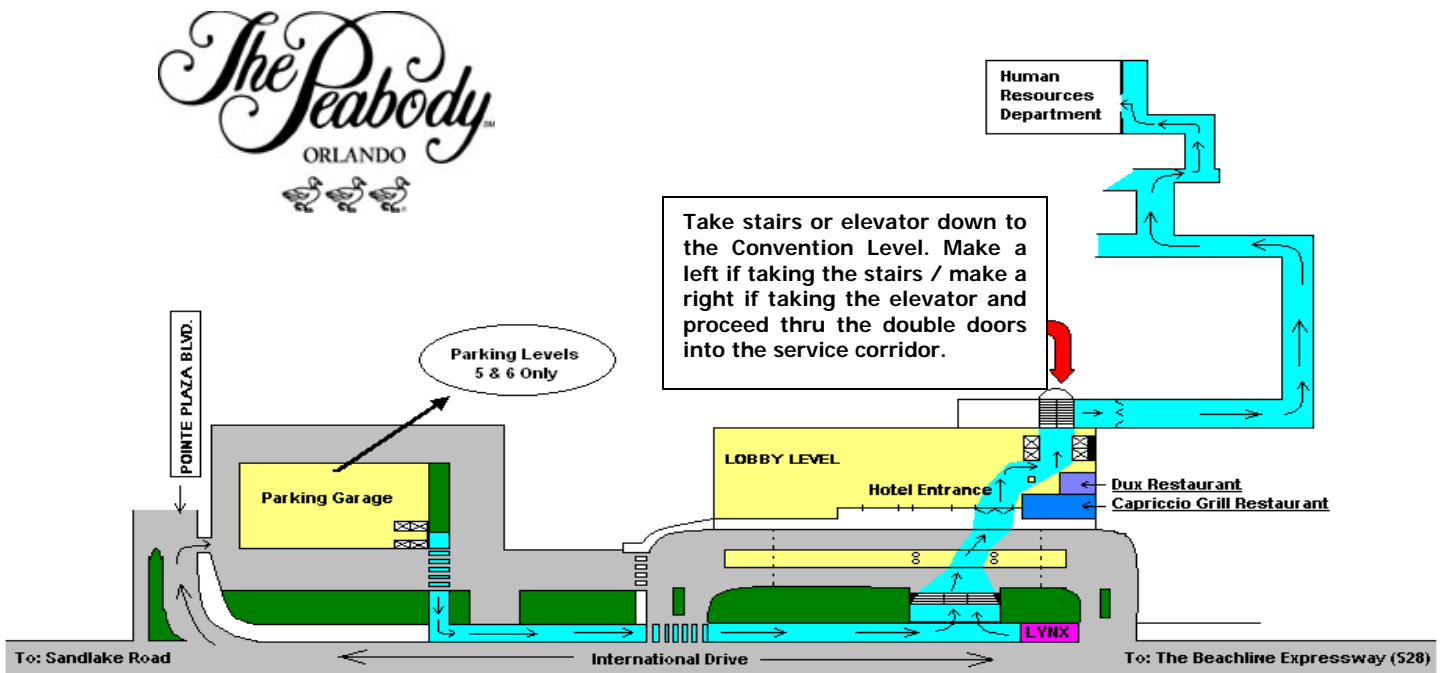 The
Peabody
SM
ORLANDO
Human
Resources
Department
Take stairs or elevator down to
the Convention Level. Make a
left if taking the stairs / make a
right if taking the elevator and
proceed thru the double doors
into the service corridor.
POINTE PLAZA BLVD.
Parking Levels
5 & 6 Only
Parking Garage
LOBBY LEVEL
Hotel Entrance
Dux Restaurant
Capriccio Grill Restaurant
LYNX
To: Sandlake Road
International Drive
To: The Beachline Expressway (528)